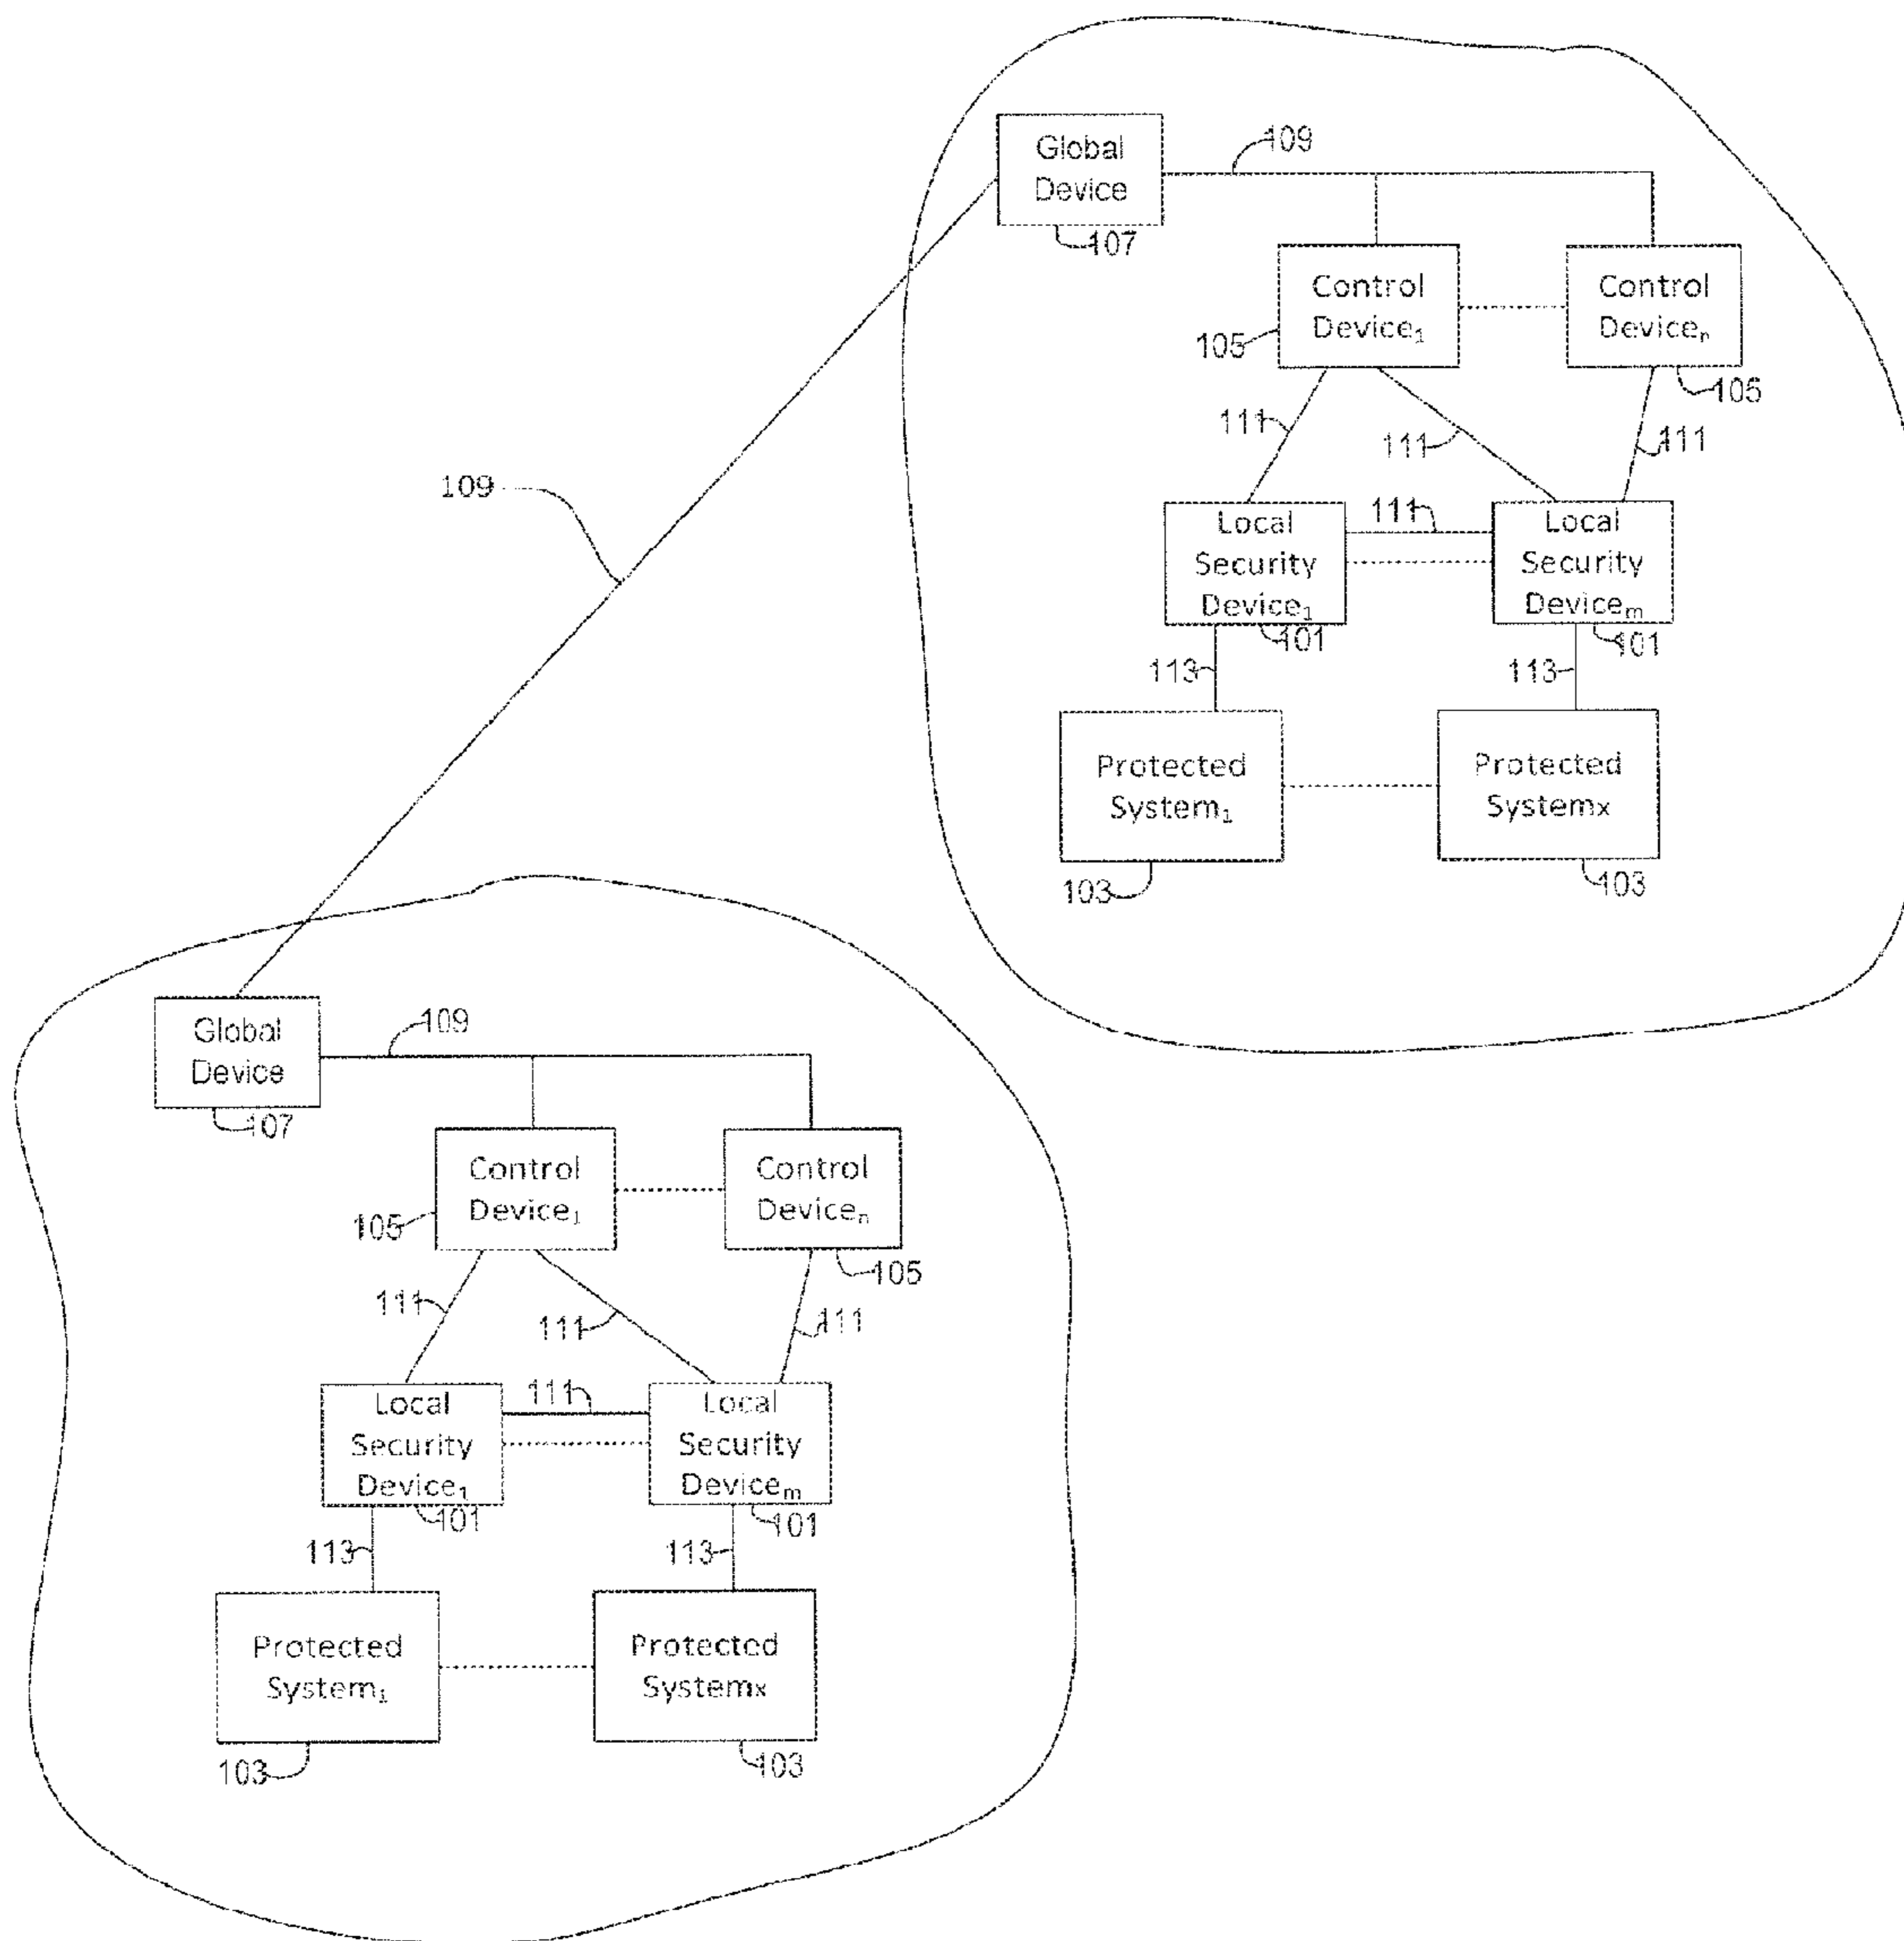 Global
Device
107
109
Control
Device₁
105
Control
Deviceₙ
105
111
111
111
109
111
Local
Security
Device₁
101
Local
Security
Deviceₘ
101
113
113
Protected
System₁
103
Protected
Systemx
103
Global
Device
107
109
Control
Device₁
105
Control
Deviceₙ
105
111
111
111
111
Local
Security
Device₁
101
Local
Security
Deviceₘ
101
113
113
Protected
System₁
103
Protected
Systemx
103